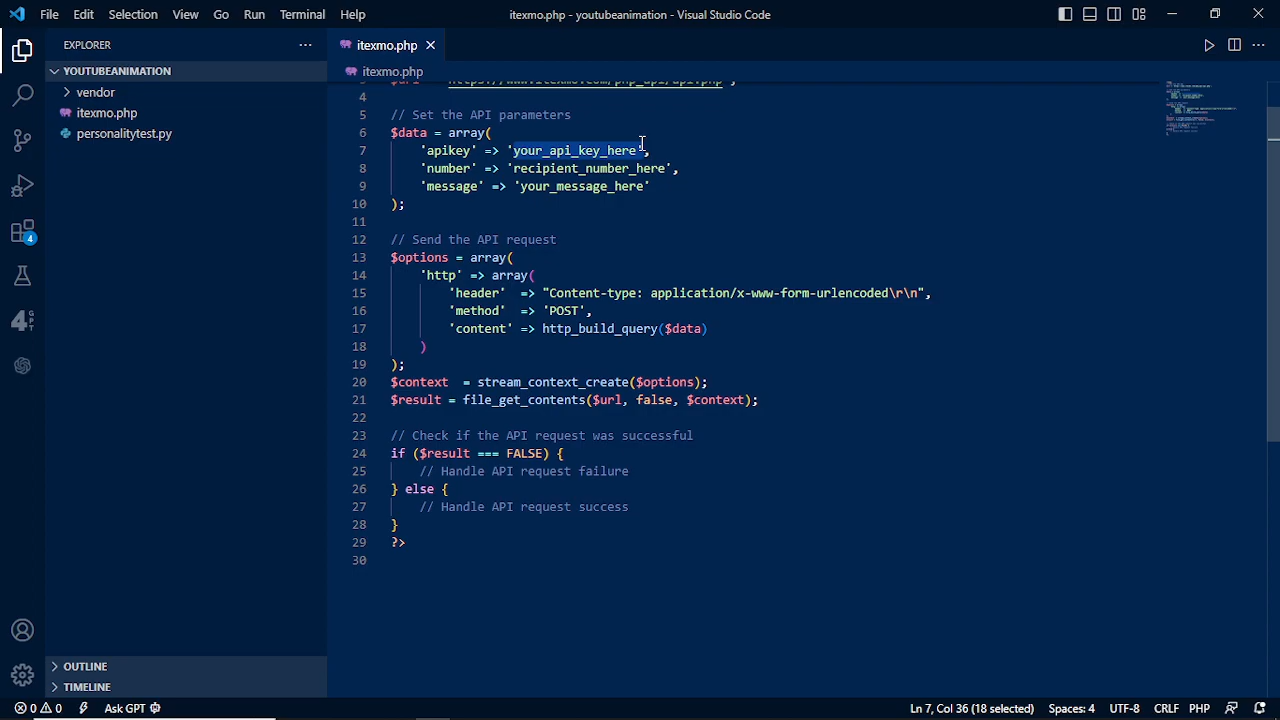 File Edit Selection View Go Run Terminal Help
itexmo.php - youtubeanimation - Visual Studio Code
EXPLORER
YOUTUBEANIMATION
vendor
itexmo.php
personalitytest.py
OUTLINE
TIMELINE
itexmo.php
itexmo.php
4
5 // Set the API parameters
6 $data = array(
7 'apikey' => 'your_api_key_here',
8 'number' => 'recipient_number_here',
9 'message' => 'your_message_here'
10 );
11
12 // Send the API request
13 $options = array(
14 'http' => array(
15 'header' => "Content-type: application/x-www-form-urlencoded\r\n",
16 'method' => 'POST',
17 'content' => http_build_query($data)
18 )
19 );
20 $context = stream_context_create($options);
21 $result = file_get_contents($url, false, $context);
22
23 // Check if the API request was successful
24 if ($result === FALSE) {
25 // Handle API request failure
26 } else {
27 // Handle API request success
28 }
29 ?>
30
4
4 G P T
0 0 Ask GPT
Ln 7, Col 36 (18 selected) Spaces: 4 UTF-8 CRLF PHP